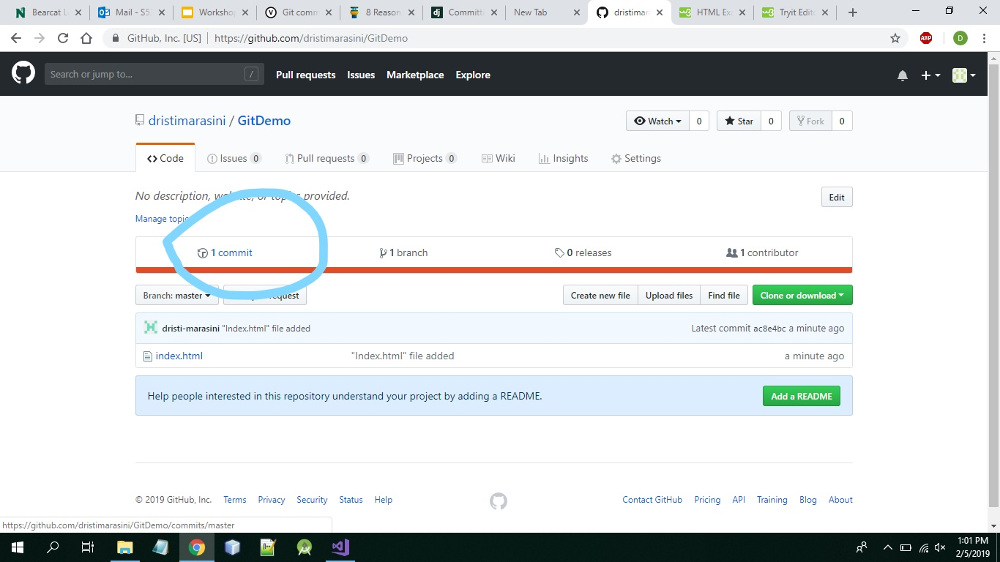 Bearcat L
Mail - S5
Workshop
Git comm
8 Reason
Committ
New Tab
dristimar
HTML Ex
Tryit Edit
GitHub, Inc. [US] | https://github.com/dristimarasini/GitDemo
ABP
D
Search or jump to... /
Pull requests Issues Marketplace Explore
dristimarasini / GitDemo
Watch 0 Star 0 Fork 0
Code Issues 0 Pull requests 0 Projects 0 Wiki Insights Settings
No description, website, or topics provided.
Edit
Manage topic
1 commit 1 branch 0 releases 1 contributor
Branch: master request Create new file Upload files Find file Clone or download
dristi-marasini "Index.html" file added Latest commit ac8e4bc a minute ago
index.html "Index.html" file added a minute ago
Help people interested in this repository understand your project by adding a README. Add a README
© 2019 GitHub, Inc. Terms Privacy Security Status Help Contact GitHub Pricing API Training Blog About
https://github.com/dristimarasini/GitDemo/commits/master
1:01 PM
2/5/2019